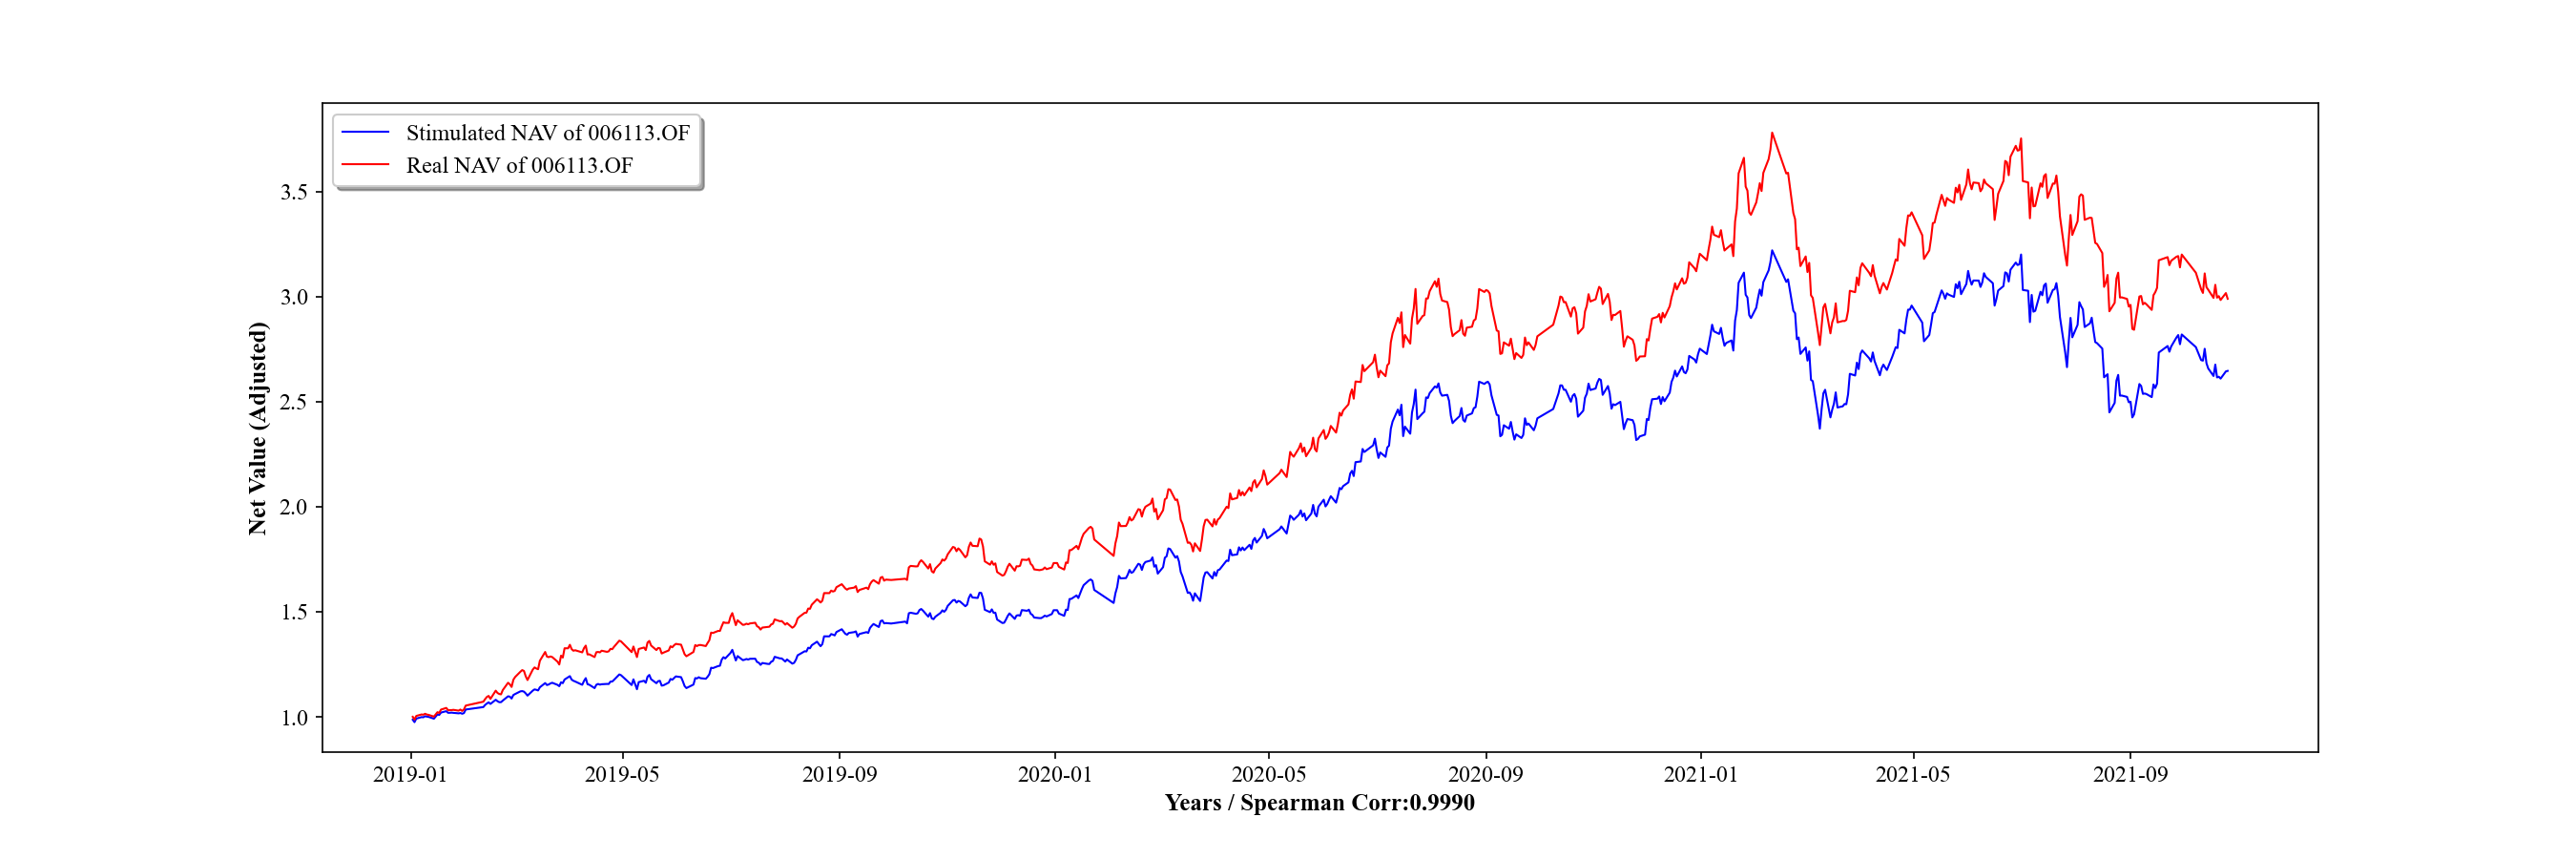 Stimulated NAV of 006113.OF
Real NAV of 006113.OF
Net Value (Adjusted)
3.5
3.0
2.5
2.0
1.5
1.0
2019-01 2019-05 2019-09 2020-01 2020-05 2020-09 2021-01 2021-05 2021-09
Years / Spearman Corr:0.9990